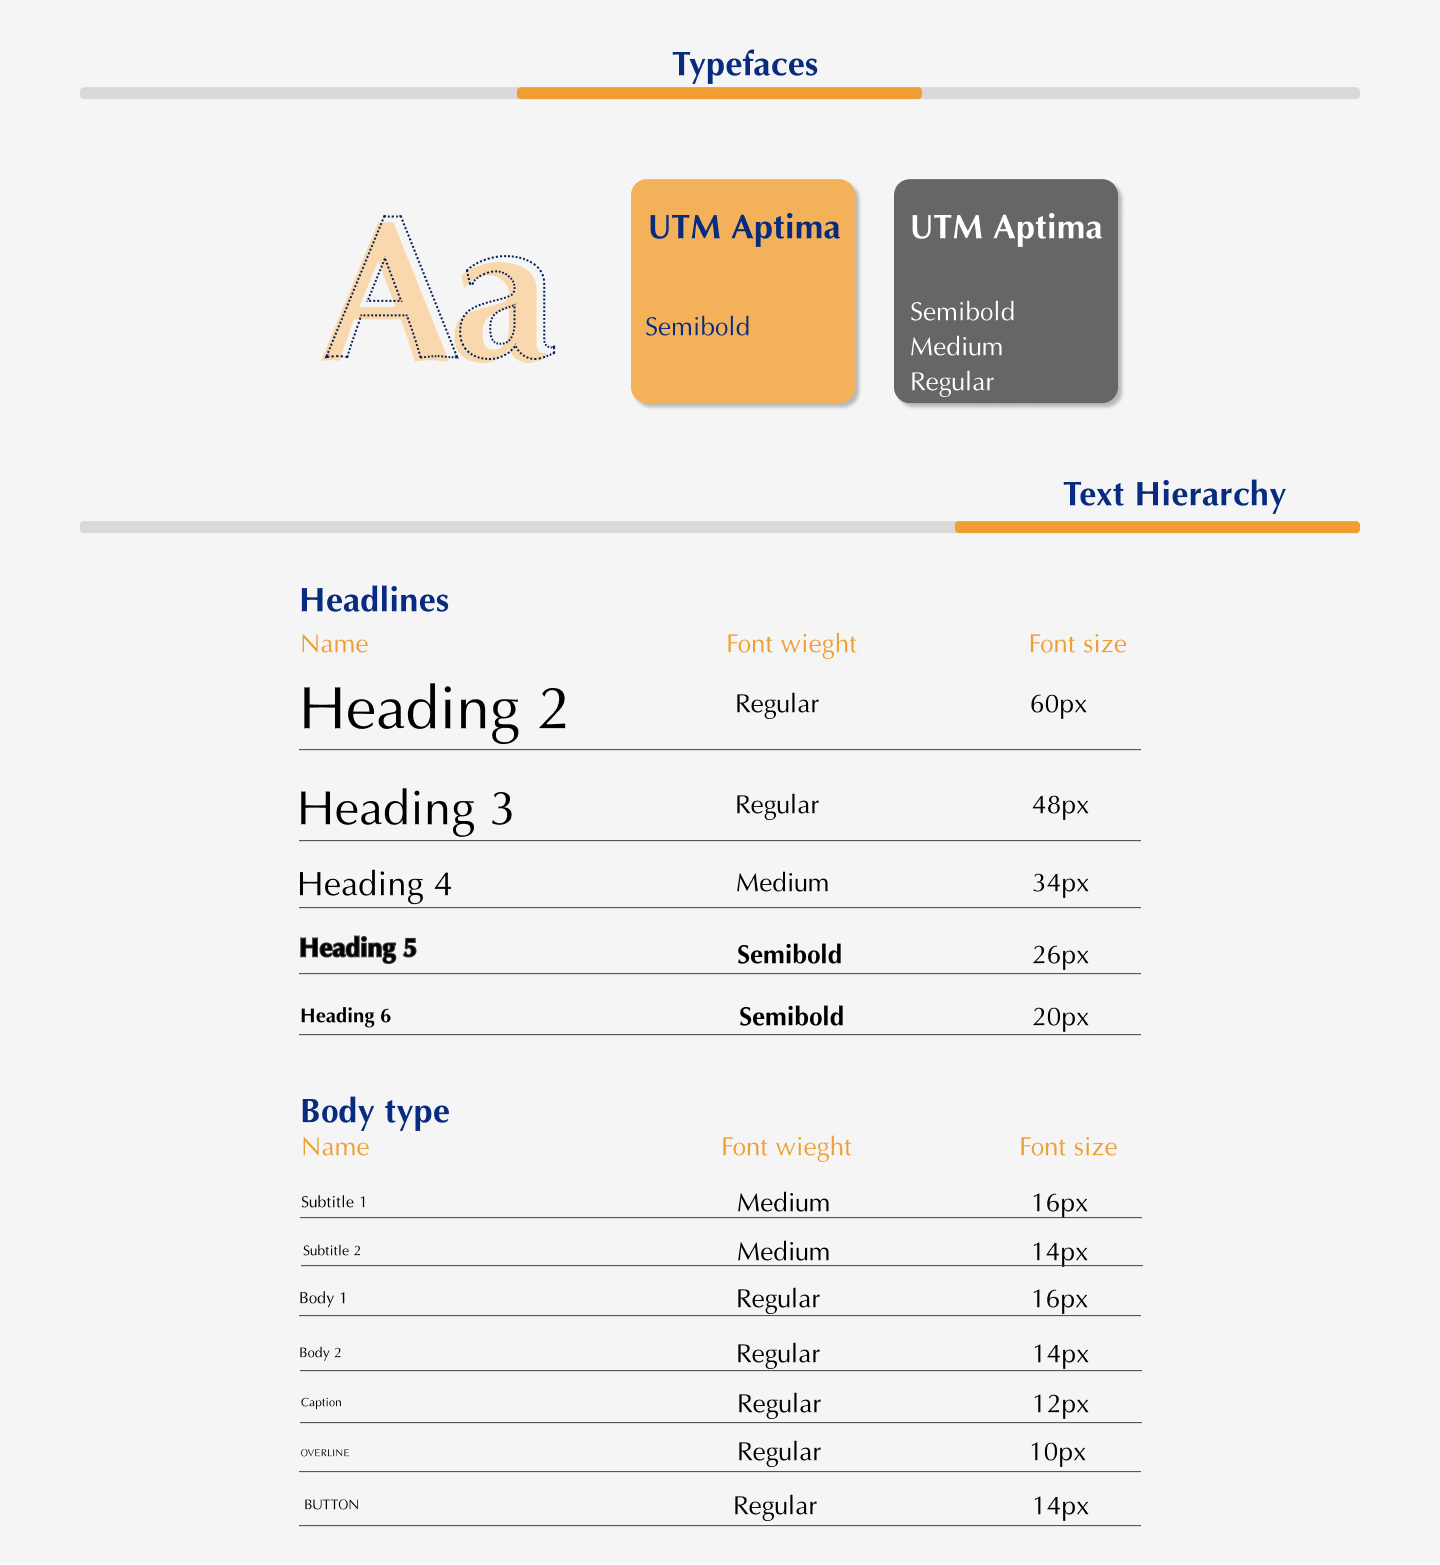 Typefaces
Aa
UTM Aptima
Semibold
UTM Aptima
Semibold
Medium
Regular
Text Hierarchy
Headlines
Name Font wieght Font size
Heading 2 Regular 60px
Heading 3 Regular 48px
Heading 4 Medium 34px
Heading 5 Semibold 26px
Heading 6 Semibold 20px
Body type
Name Font wieght Font size
Subtitle 1 Medium 16px
Subtitle 2 Medium 14px
Body 1 Regular 16px
Body 2 Regular 14px
Caption Regular 12px
OVERLINE Regular 10px
BUTTON Regular 14px